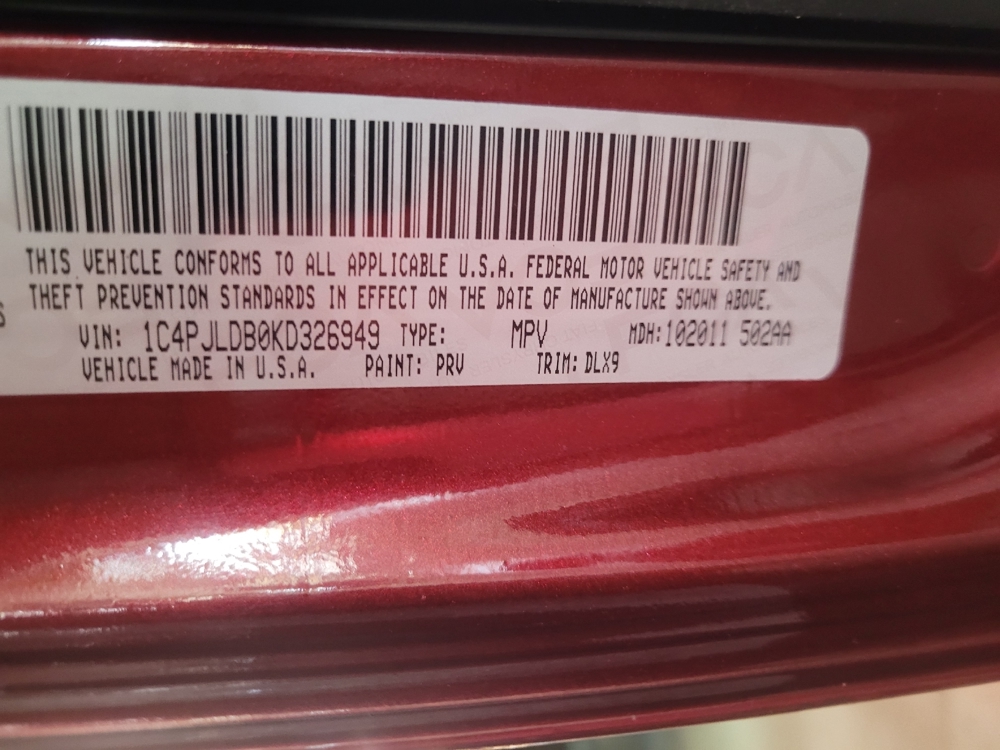 THIS VEHICLE CONFORMS TO ALL APPLICABLE U.S.A. FEDERAL MOTOR VEHICLE SAFETY AND
THEFT PREVENTION STANDARDS IN EFFECT ON THE DATE OF MANUFACTURE SHOWN ABOVE.
VIN: 1C4PJLDB0KD326949 TYPE: MPV MDH:102011 502AA
VEHICLE MADE IN U.S.A. PAINT: PRV TRIM: DLX9